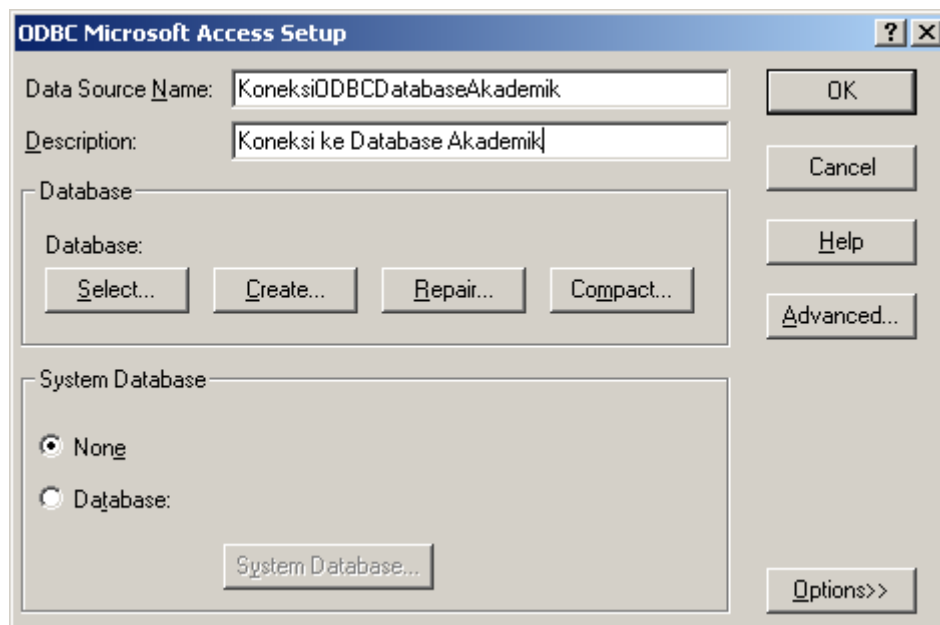 ODBC Microsoft Access Setup
Data Source Name: KoneksiODBCDatabaseAkademik
OK
Description: Koneksi ke Database Akademik
Cancel
Database
Database:
Help
Select... Create... Repair... Compact...
Advanced...
System Database
None
Database:
System Database...
Options>>